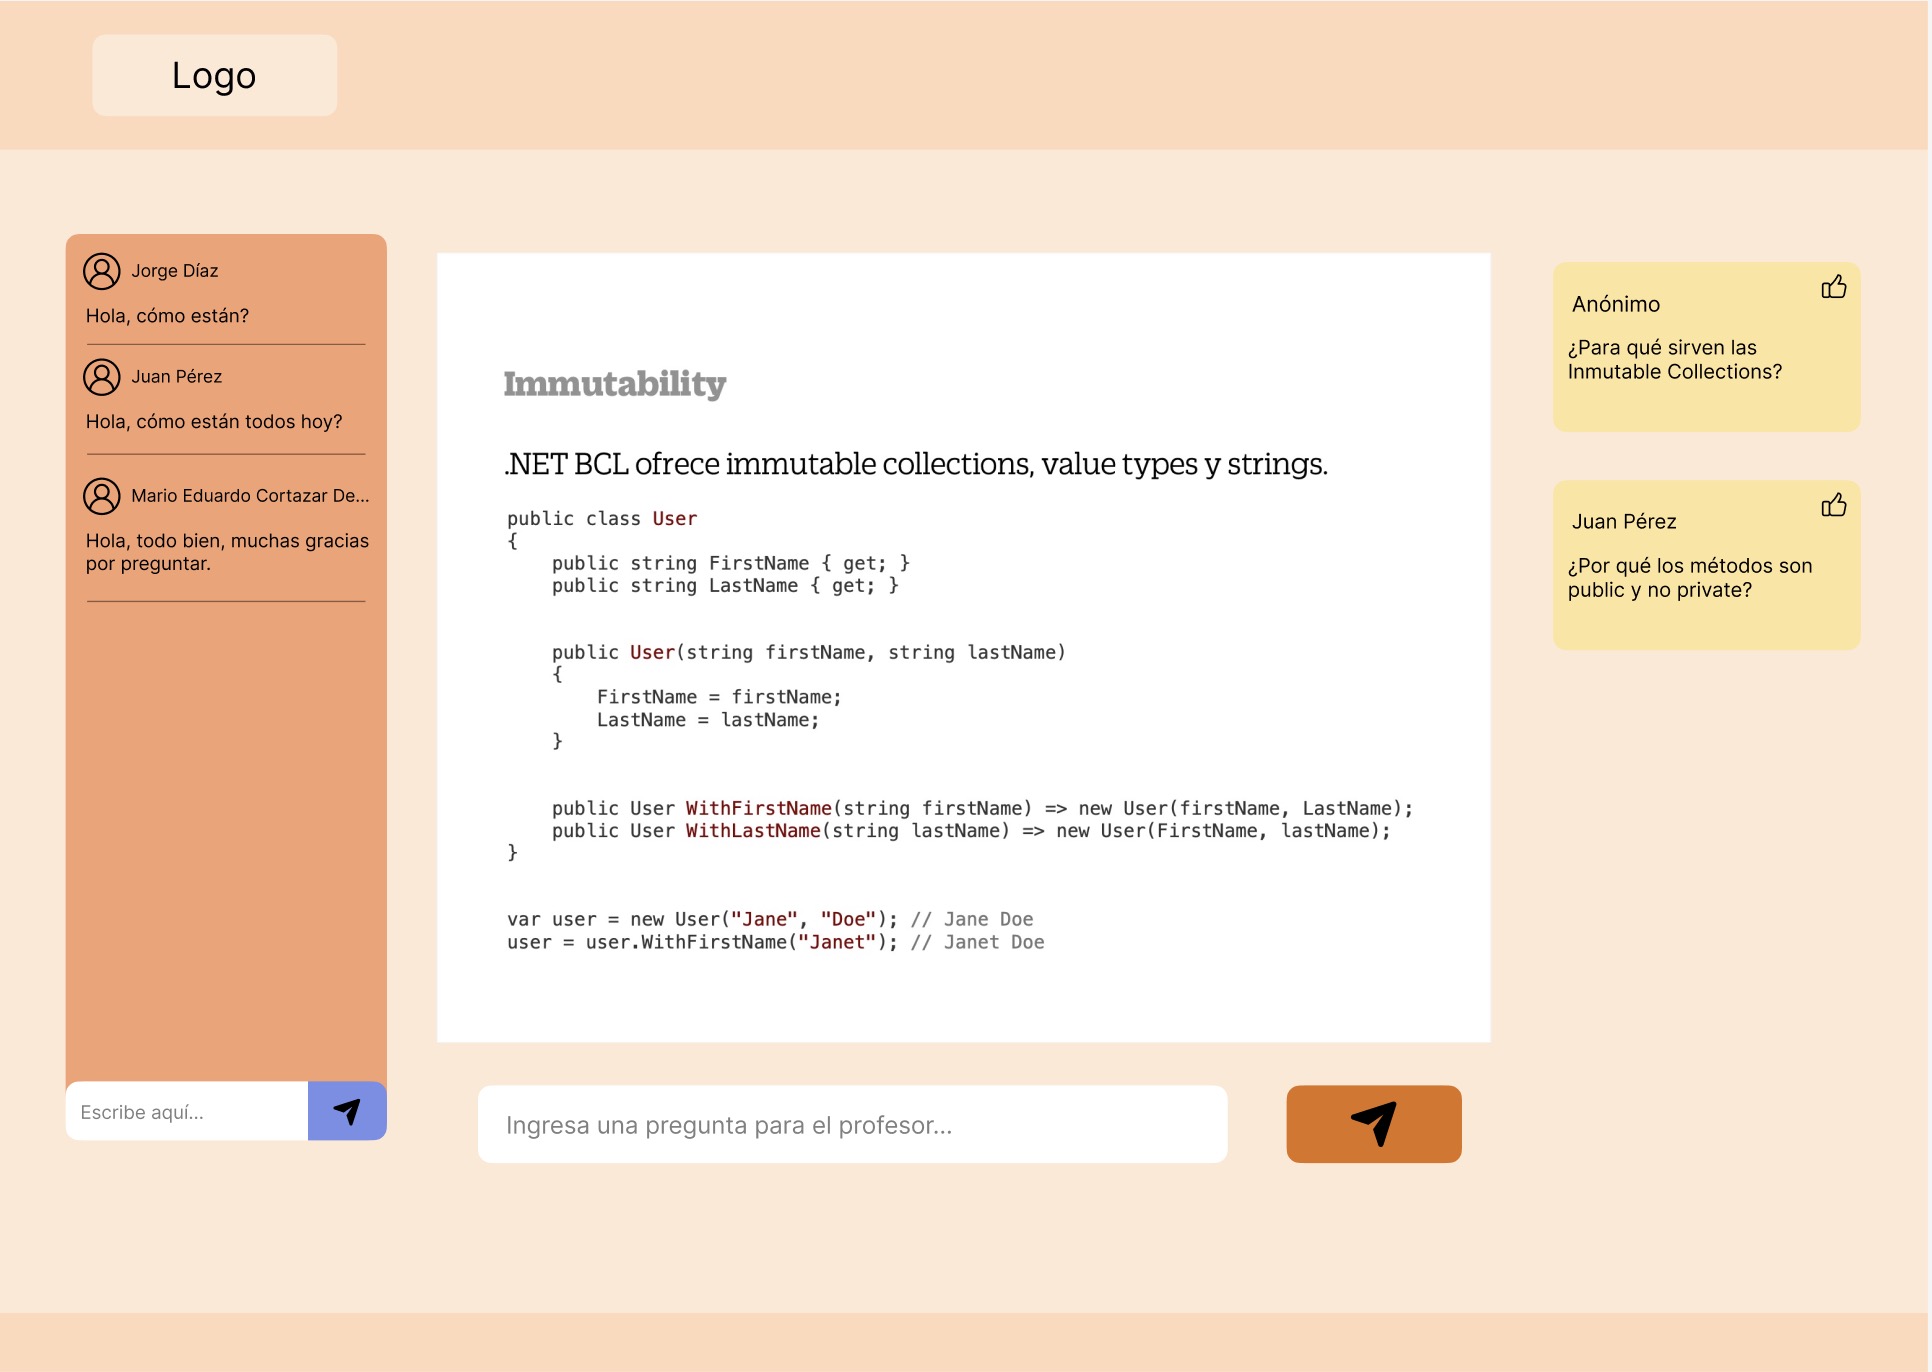 Logo
Jorge Díaz
Hola, cómo están?
Juan Pérez
Hola, cómo están todos hoy?
Mario Eduardo Cortazar De...
Hola, todo bien, muchas gracias
por preguntar.
Escribe aquí...
Immutability
.NET BCL ofrece immutable collections, value types y strings.
public class User
{
    public string FirstName { get; }
    public string LastName { get; }
    public User(string firstName, string lastName)
    {
        FirstName = firstName;
        LastName = lastName;
    }
    public User WithFirstName(string firstName) => new User(firstName, LastName);
    public User WithLastName(string lastName) => new User(FirstName, lastName);
}
var user = new User("Jane", "Doe"); // Jane Doe
user = user.WithFirstName("Janet"); // Janet Doe
Ingresa una pregunta para el profesor...
Anónimo
¿Para qué sirven las
Inmutable Collections?
Juan Pérez
¿Por qué los métodos son
public y no private?